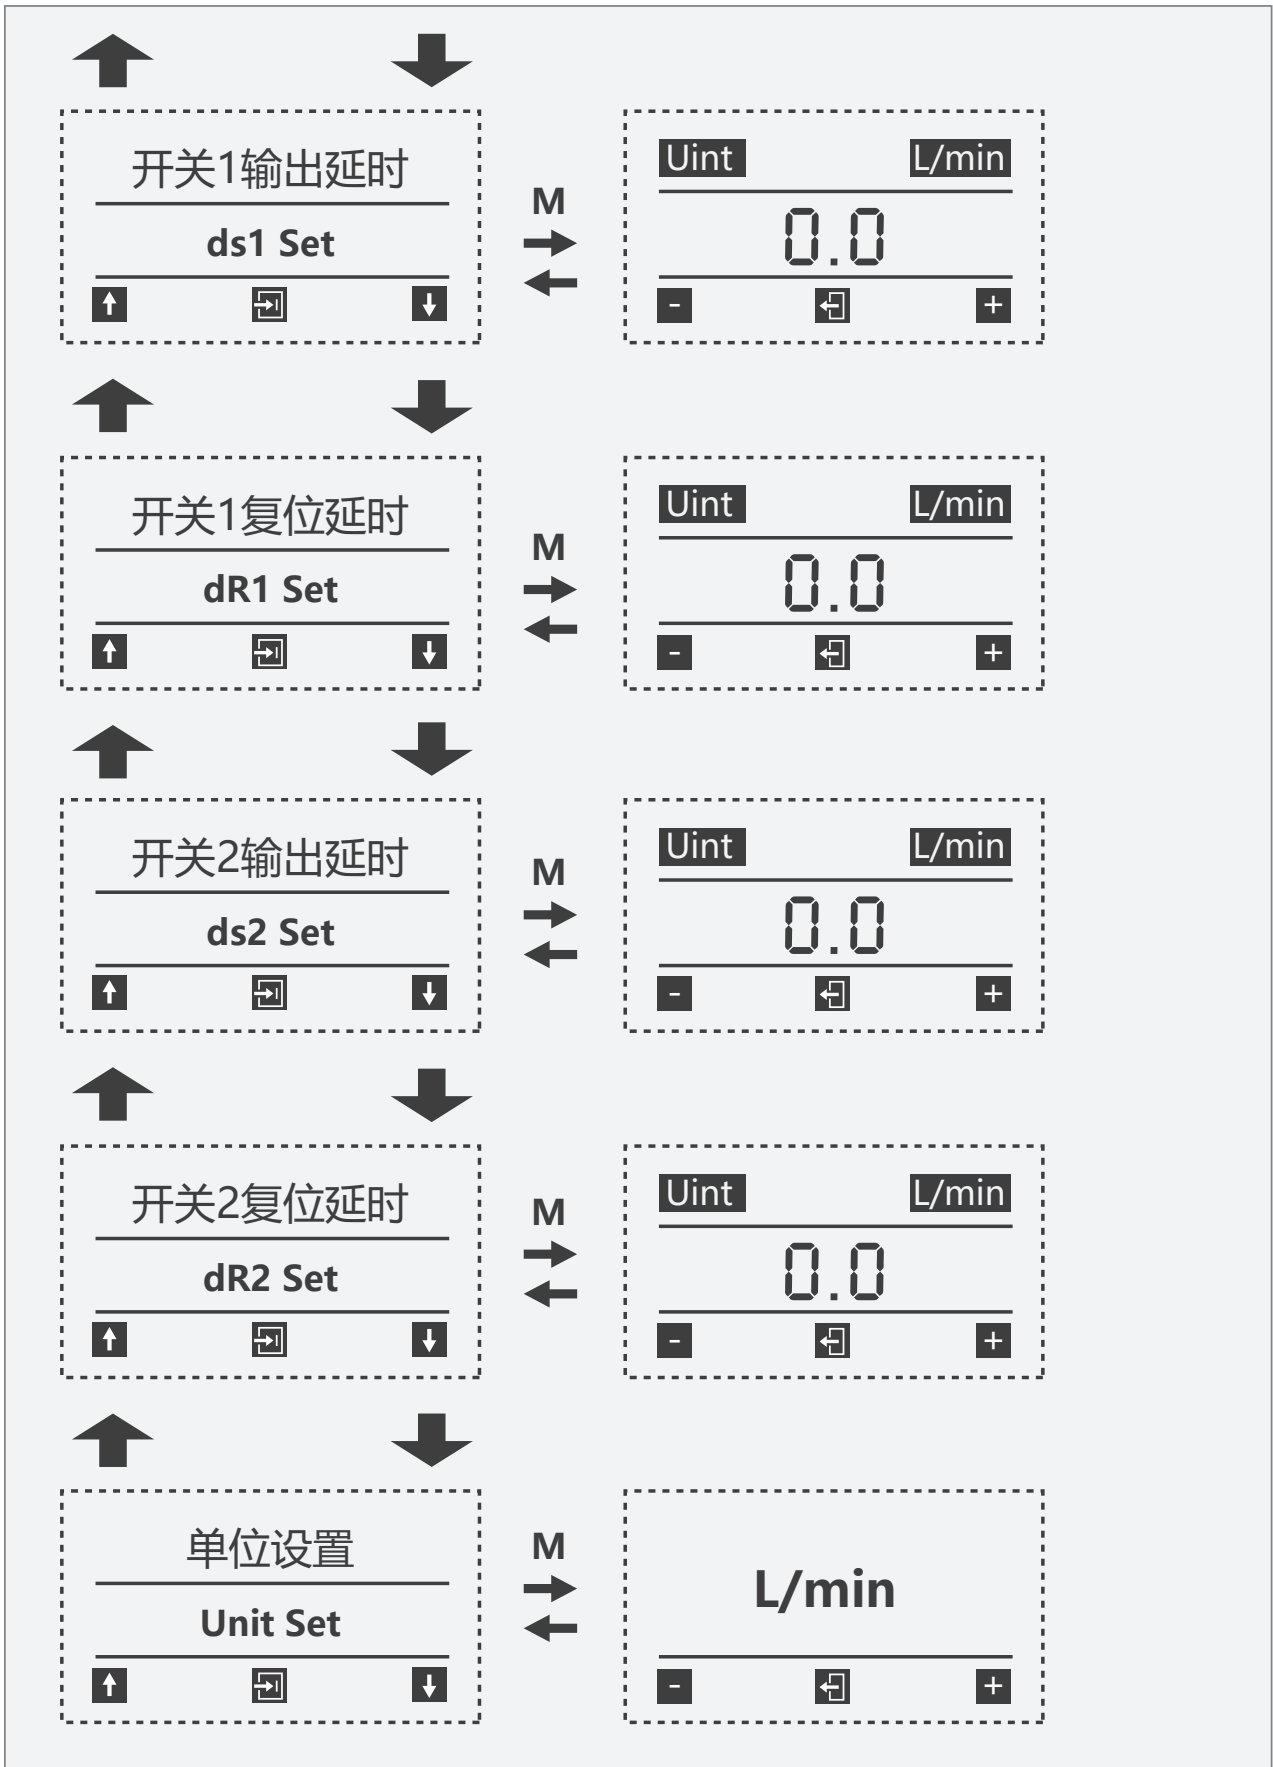 开关1输出延时
ds1 Set
M
Uint L/min
0.0
- +
开关1复位延时
dR1 Set
M
Uint L/min
0.0
- +
开关2输出延时
ds2 Set
M
Uint L/min
0.0
- +
开关2复位延时
dR2 Set
M
Uint L/min
0.0
- +
单位设置
Unit Set
M
L/min
- +